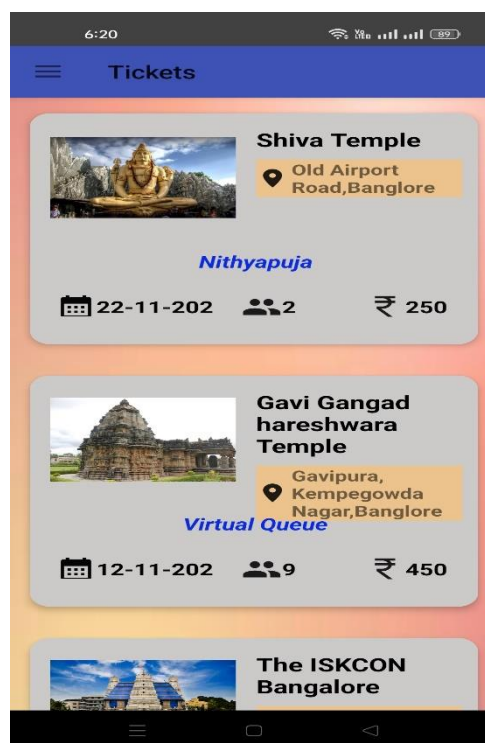 6:20
89
Tickets
Shiva Temple
Old Airport
Road,Banglore
Nithyapuja
22-11-202
2
₹ 250
Gavi Gangad
hareshwara
Temple
Gavipura,
Kempegowda
Nagar,Banglore
Virtual Queue
12-11-202
9
₹ 450
The ISKCON
Bangalore